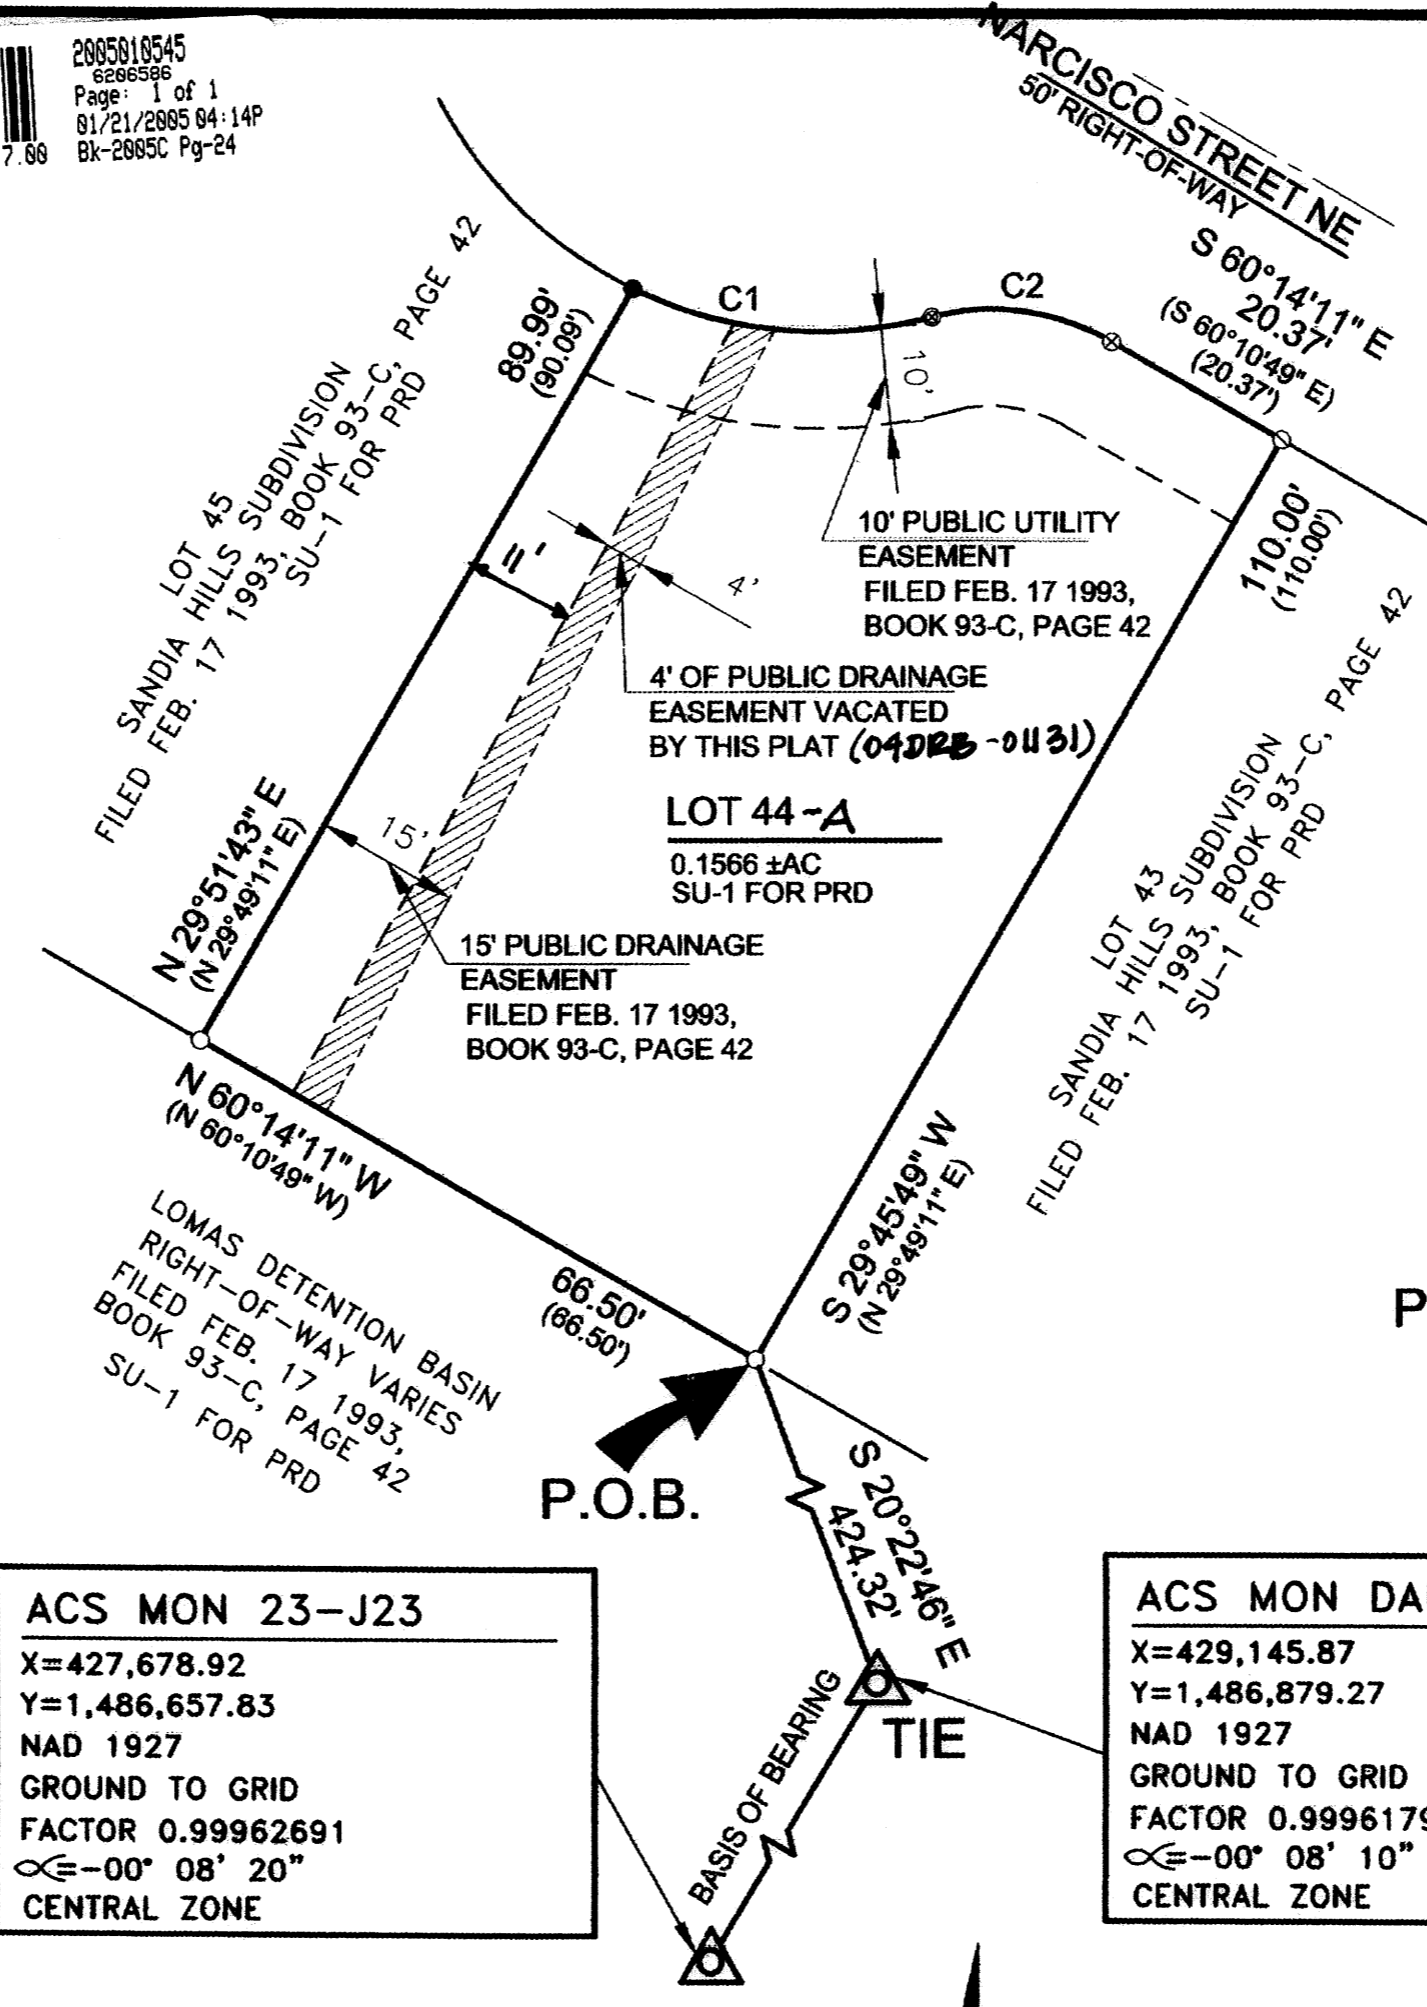 2005010545
6206586
Page: 1 of 1
01/21/2005 04:14P
7.00 Bk-2005C Pg-24
NARCISCO STREET NE
50' RIGHT-OF-WAY
S 60°14'11" E
20.37'
(S 60°10'49" E)
(20.37')
C1
C2
89.99'
(90.09')
10'
LOT 45
SANDIA HILLS SUBDIVISION
FILED FEB. 17 1993, BOOK 93-C, PAGE 42
SU-1 FOR PRD
11'
4'
10' PUBLIC UTILITY
EASEMENT
FILED FEB. 17 1993,
BOOK 93-C, PAGE 42
110.00'
(110.00')
4' OF PUBLIC DRAINAGE
EASEMENT VACATED
BY THIS PLAT (04DRB-01131)
LOT 44-A
0.1566 ±AC
SU-1 FOR PRD
15'
15' PUBLIC DRAINAGE
EASEMENT
FILED FEB. 17 1993,
BOOK 93-C, PAGE 42
N 29°51'43" E
(N 29°49'11" E)
LOT 43
SANDIA HILLS SUBDIVISION
FILED FEB. 17 1993, BOOK 93-C, PAGE 42
SU-1 FOR PRD
N 60°14'11" W
(N 60°10'49" W)
S 29°45'49" W
(N 29°49'11" E)
66.50'
(66.50')
LOMAS DETENTION BASIN
RIGHT-OF-WAY VARIES
FILED FEB. 17 1993,
BOOK 93-C, PAGE 42
SU-1 FOR PRD
P
P.O.B.
S 20°22'46" E
424.32'
TIE
BASIS OF BEARING
ACS MON 23-J23
X=427,678.92
Y=1,486,657.83
NAD 1927
GROUND TO GRID
FACTOR 0.99962691
∝=-00° 08' 20"
CENTRAL ZONE
ACS MON DA
X=429,145.87
Y=1,486,879.27
NAD 1927
GROUND TO GRID
FACTOR 0.9996179
∝=-00° 08' 10"
CENTRAL ZONE